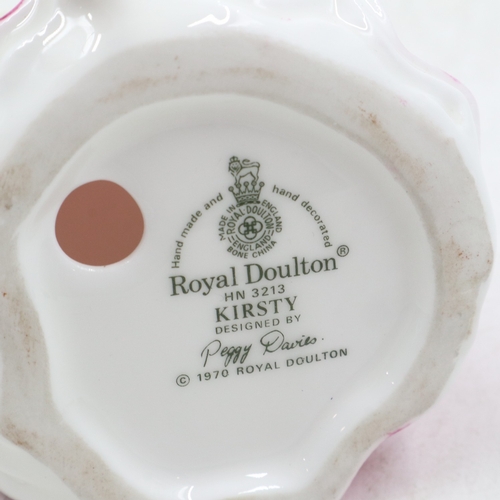 Hand made and hand decorated
MADE IN ENGLAND
ROYAL·DOULTON
ENGLAND
BONE CHINA
Royal Doulton®
HN 3213
KIRSTY
DESIGNED BY
Peggy Davies.
© 1970 ROYAL DOULTON